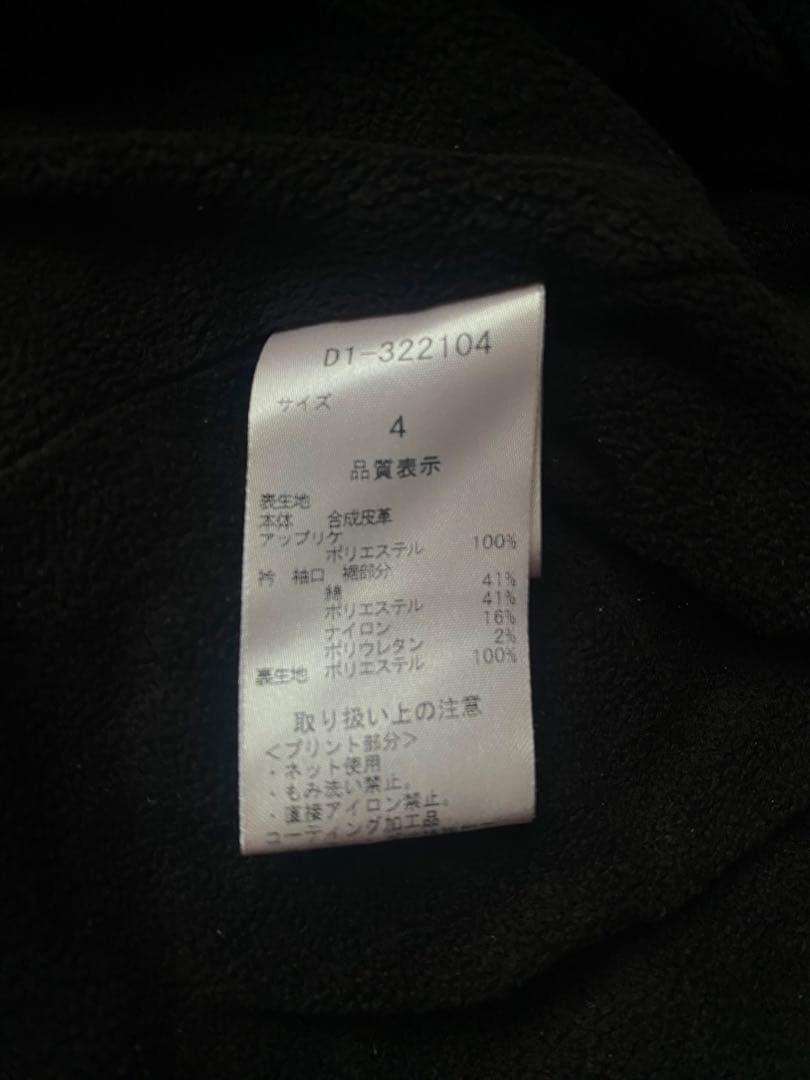 D1-322104
サイズ
4
品質表示
表生地
本体 合成皮革
アップリケ
ポリエステル 100%
衿 袖口 裾部分
綿 41%
ポリエステル 41%
ナイロン 16%
ポリウレタン 2%
裏生地 ポリエステル 100%
取り扱い上の注意
<プリント部分>
・ネット使用
・もみ洗い禁止。
・直接アイロン禁止。
コーティング加工品